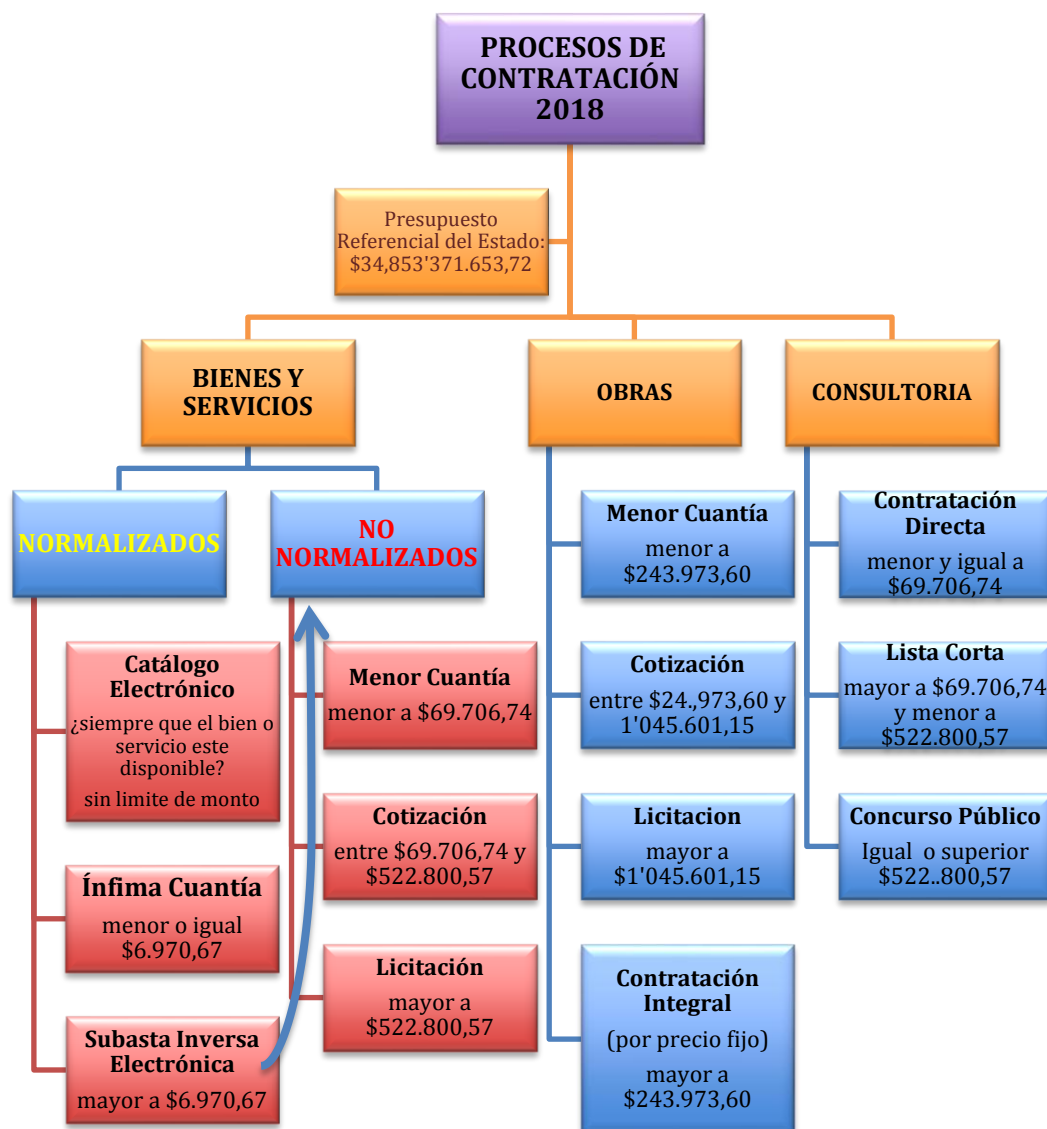 PROCESOS DE
CONTRATACIÓN
2018
Presupuesto
Referencial del Estado:
$34,853'371.653,72
BIENES Y
SERVICIOS
OBRAS
CONSULTORIA
NORMALIZADOS
NO
NORMALIZADOS
Catálogo
Electrónico
¿siempre que el bien o
servicio este
disponible?
sin limite de monto
Ínfima Cuantía
menor o igual
$6.970,67
Subasta Inversa
Electrónica
mayor a $6.970,67
Menor Cuantía
menor a $69.706,74
Cotización
entre $69.706,74 y
$522.800,57
Licitación
mayor a
$522.800,57
Menor Cuantía
menor a
$243.973,60
Cotización
entre $24.,973,60 y
1'045.601,15
Licitacion
mayor a
$1'045.601,15
Contratación
Integral
(por precio fijo)
mayor a
$243.973,60
Contratación
Directa
menor y igual a
$69.706,74
Lista Corta
mayor a $69.706,74
y menor a
$522.800,57
Concurso Público
Igual o superior
$522..800,57